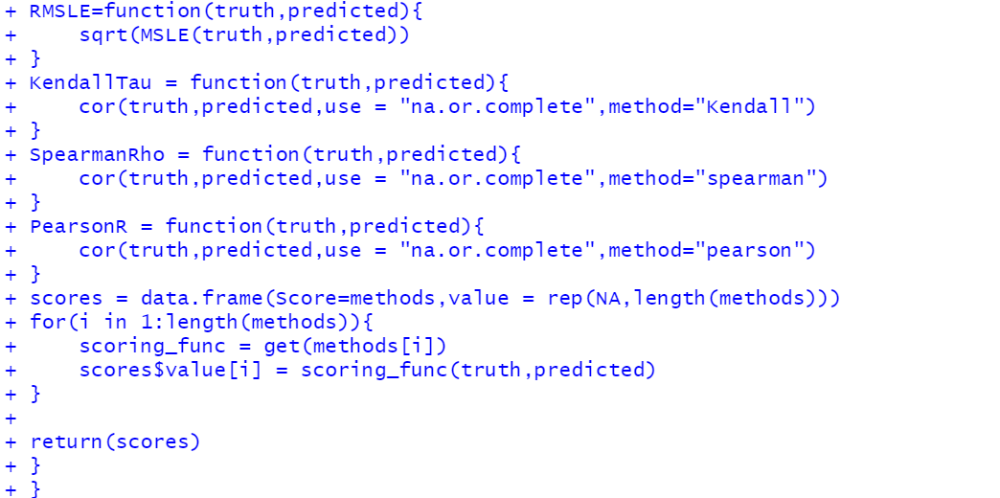 + RMSLE=function(truth,predicted){
+     sqrt(MSLE(truth,predicted))
+ }
+ KendallTau = function(truth,predicted){
+     cor(truth,predicted,use = "na.or.complete",method="Kendall")
+ }
+ SpearmanRho = function(truth,predicted){
+     cor(truth,predicted,use = "na.or.complete",method="spearman")
+ }
+ PearsonR = function(truth,predicted){
+     cor(truth,predicted,use = "na.or.complete",method="pearson")
+ }
+ scores = data.frame(Score=methods,value = rep(NA,length(methods)))
+ for(i in 1:length(methods)){
+     scoring_func = get(methods[i])
+     scores$value[i] = scoring_func(truth,predicted)
+ }
+
+ return(scores)
+ }
+ }